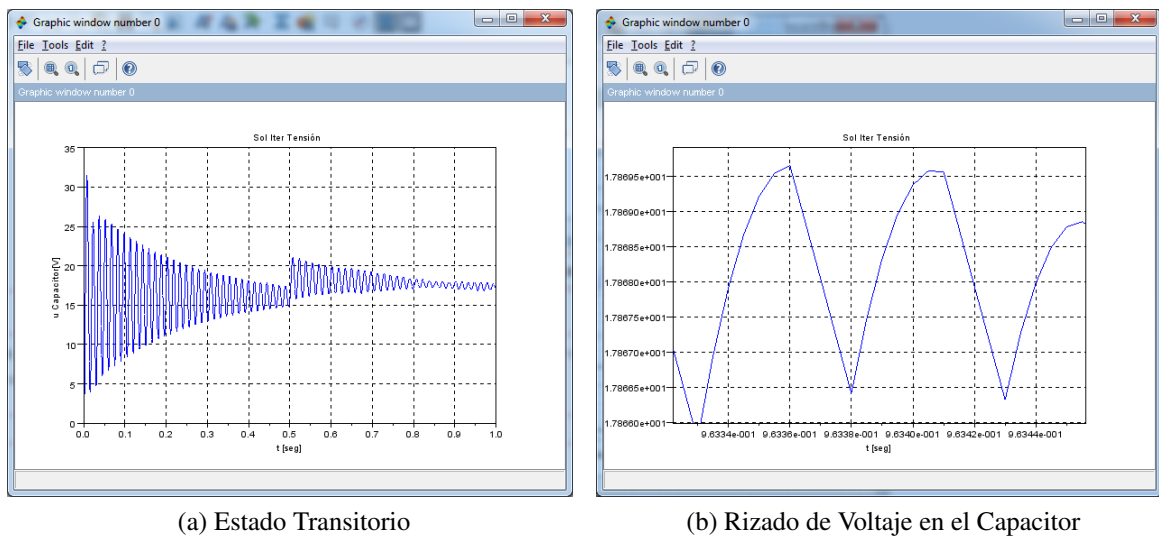 Graphic window number 0
File Tools Edit ?
Graphic window number 0
Sol Iter Tensión
u Capacitor[V]
35
30
25
20
15
10
5
0
0.0 0.1 0.2 0.3 0.4 0.5 0.6 0.7 0.8 0.9 1.0
t [seg]
(a) Estado Transitorio
Graphic window number 0
File Tools Edit ?
Graphic window number 0
Sol Iter Tensión
1.78695e+001
1.78690e+001
1.78685e+001
1.78680e+001
1.78675e+001
1.78670e+001
1.78665e+001
1.78660e+001
9.6334e-001 9.6336e-001 9.6338e-001 9.6340e-001 9.6342e-001 9.6344e-001
t [seg]
(b) Rizado de Voltaje en el Capacitor